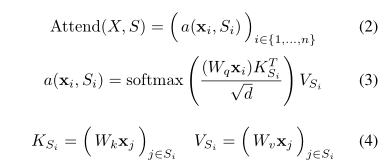 Attend(X, S) = ( a(x_i, S_i) )_{i∈{1,...,n}} (2)
a(x_i, S_i) = softmax ( (W_q x_i) K^T_{S_i} / √d ) V_{S_i} (3)
K_{S_i} = ( W_k x_j )_{j∈S_i} V_{S_i} = ( W_v x_j )_{j∈S_i} (4)